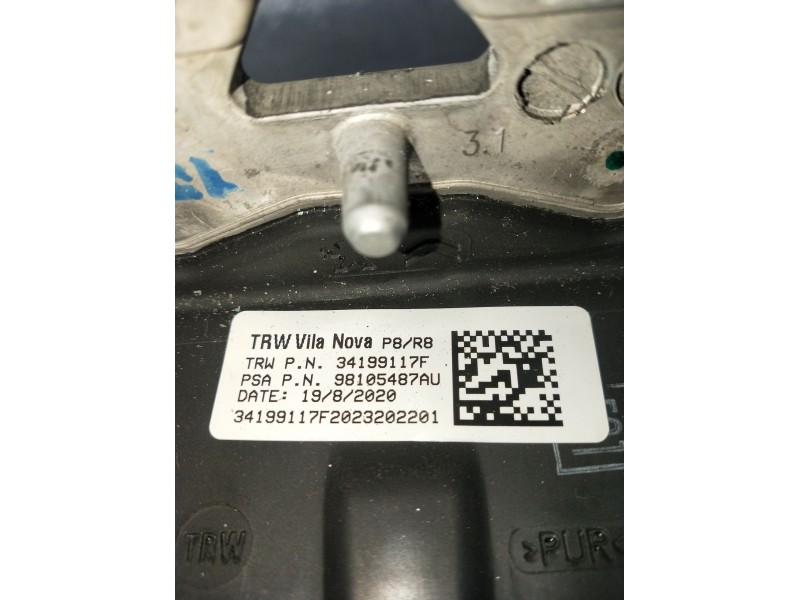 3.1
TRW Vila Nova P8/R8
TRW P.N. 34199117F
PSA P.N. 98105487AU
DATE: 19/8/2020
34199117F2023202201
TRW
>PUR<